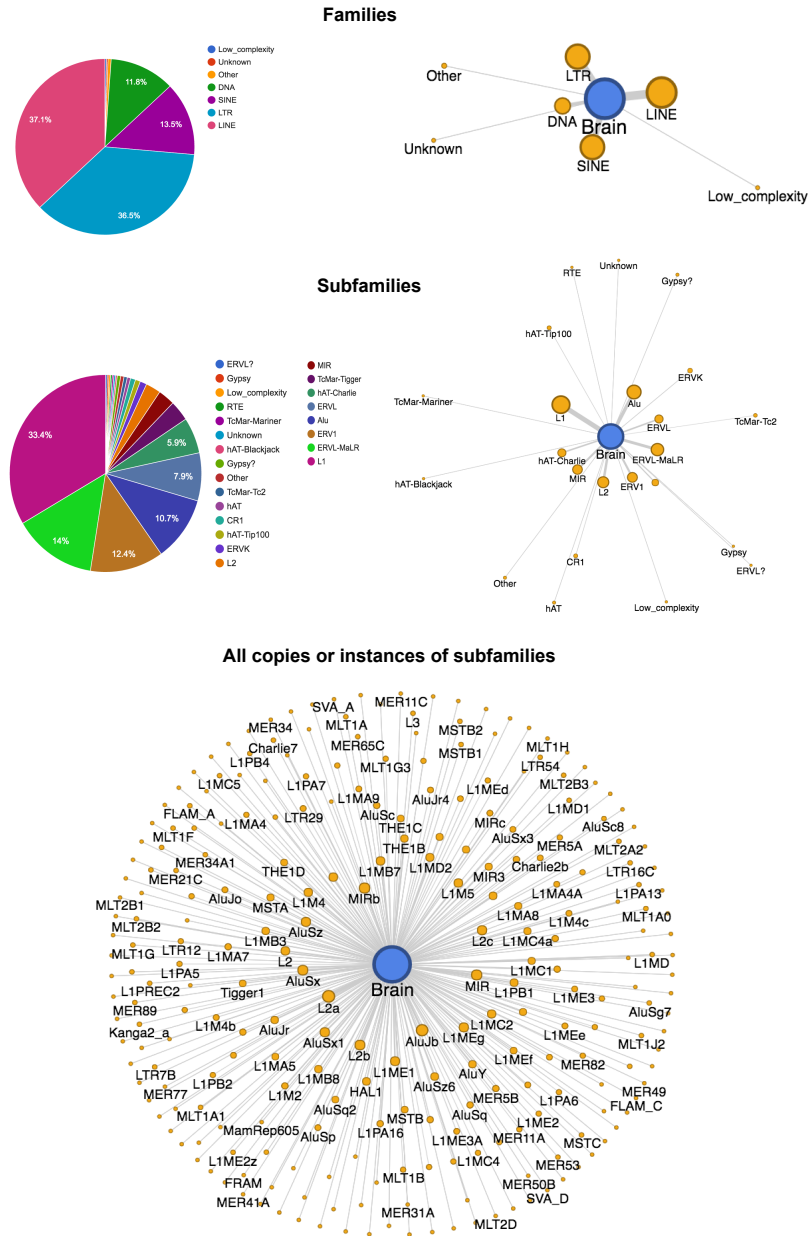 Families
Low_complexity
Unknown
Other
DNA
SINE
LTR
LINE
11.8%
13.5%
36.5%
37.1%
Other
LTR
LINE
DNA
Brain
Unknown
SINE
Low_complexity
Subfamilies
ERVL?
Gypsy
Low_complexity
RTE
TcMar-Mariner
Unknown
hAT-Blackjack
Gypsy?
Other
TcMar-Tc2
hAT
CR1
hAT-Tip100
ERVK
L2
MIR
TcMar-Tigger
hAT-Charlie
ERVL
Alu
ERV1
ERVL-MaLR
L1
33.4%
5.9%
7.9%
10.7%
12.4%
14%
Unknown
RTE
Gypsy?
hAT-Tip100
ERVK
TcMar-Mariner
Alu
L1
ERVL
TcMar-Tc2
Brain
hAT-Charlie
ERVL-MaLR
MIR
hAT-Blackjack
L2
ERV1
Gypsy
CR1
ERVL?
Other
hAT
Low_complexity
All copies or instances of subfamilies
SVA_A
MER11C
MER34
MLT1A
L3
MSTB2
Charlie7
MER65C
MSTB1
MLT1H
L1PB4
MLT1G3
LTR54
L1MC5
L1PA7
L1MEd
MLT2B3
L1MA9
AluJr4
L1MD1
FLAM_A
L1MA4
LTR29
AluSc
MIRc
AluSc8
MLT1F
THE1C
AluSx3
MER5A
MLT2A2
MER34A1
THE1B
THE1D
L1MB7
L1MD2
MIR3
Charlie2b
LTR16C
MER21C
L1PA13
AluJo
MSTA
L1M4
MIRb
L1M5
L1MA4A
MLT2B1
L1MA8
L1M4c
MLT1A0
MLT2B2
AluSz
L1MB3
L2c
L1MC4a
MLT1G
LTR12
L1MA7
L2
L1PA5
AluSx
L1MC1
L1MD
L1PREC2
Tigger1
MIR
L1PB1
L1ME3
MER89
L2a
AluSg7
Kanga2_a
L1M4b
AluJr
AluSx1
AluJb
L1MEg
L1MC2
L1MEe
MLT1J2
L2b
L1MEf
MER82
LTR7B
L1MA5
L1ME1
AluY
MER77
L1PB2
L1MB8
HAL1
AluSz6
MER5B
L1PA6
MER49
L1M2
FLAM_C
MLT1A1
AluSq2
MSTB
AluSq
L1ME2
MamRep605
AluSp
L1PA16
L1ME3A
MER11A
MSTC
L1ME2z
L1MC4
MER53
FRAM
MLT1B
MER50B
MER41A
SVA_D
MER31A
MLT2D